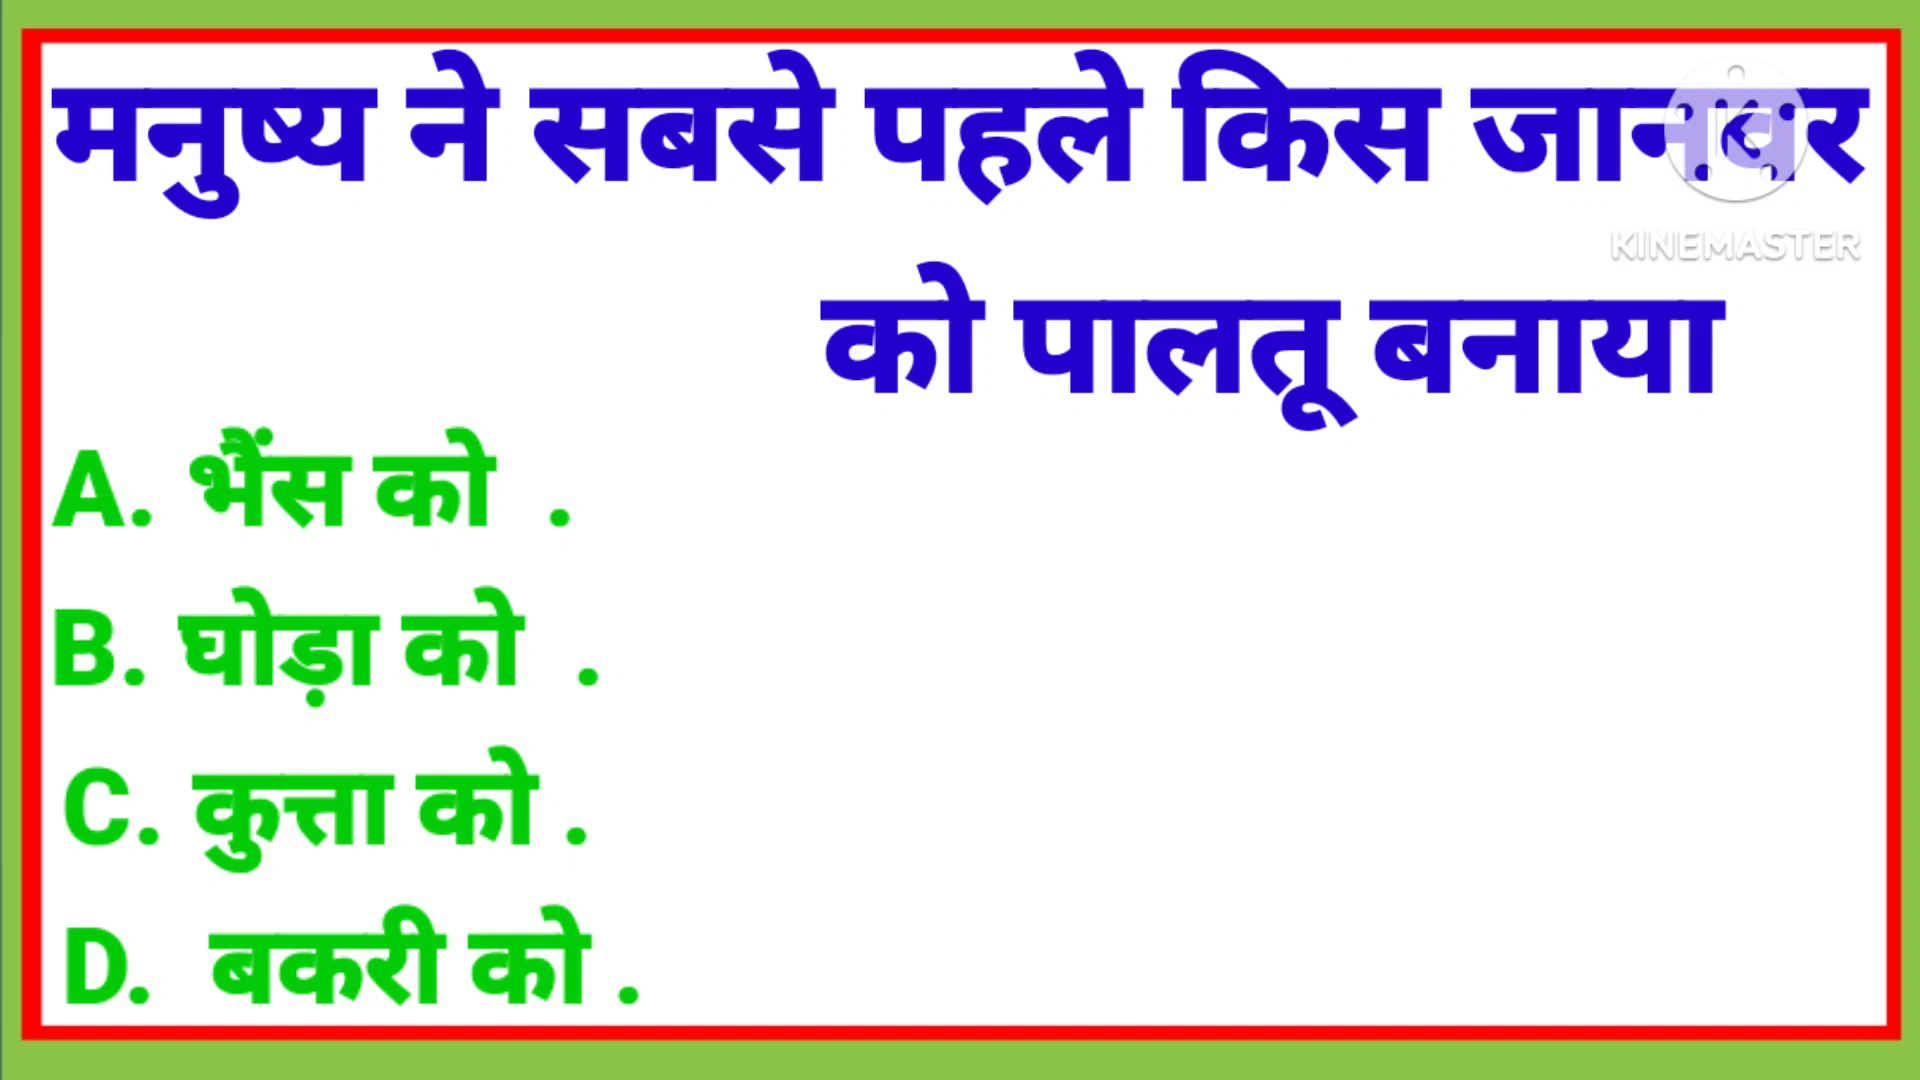 मनुष्य ने सबसे पहले किस जानवर
KINEMASTER
को पालतू बनाया
A. भैंस को .
B. घोड़ा को .
C. कुत्ता को .
D. बकरी को .